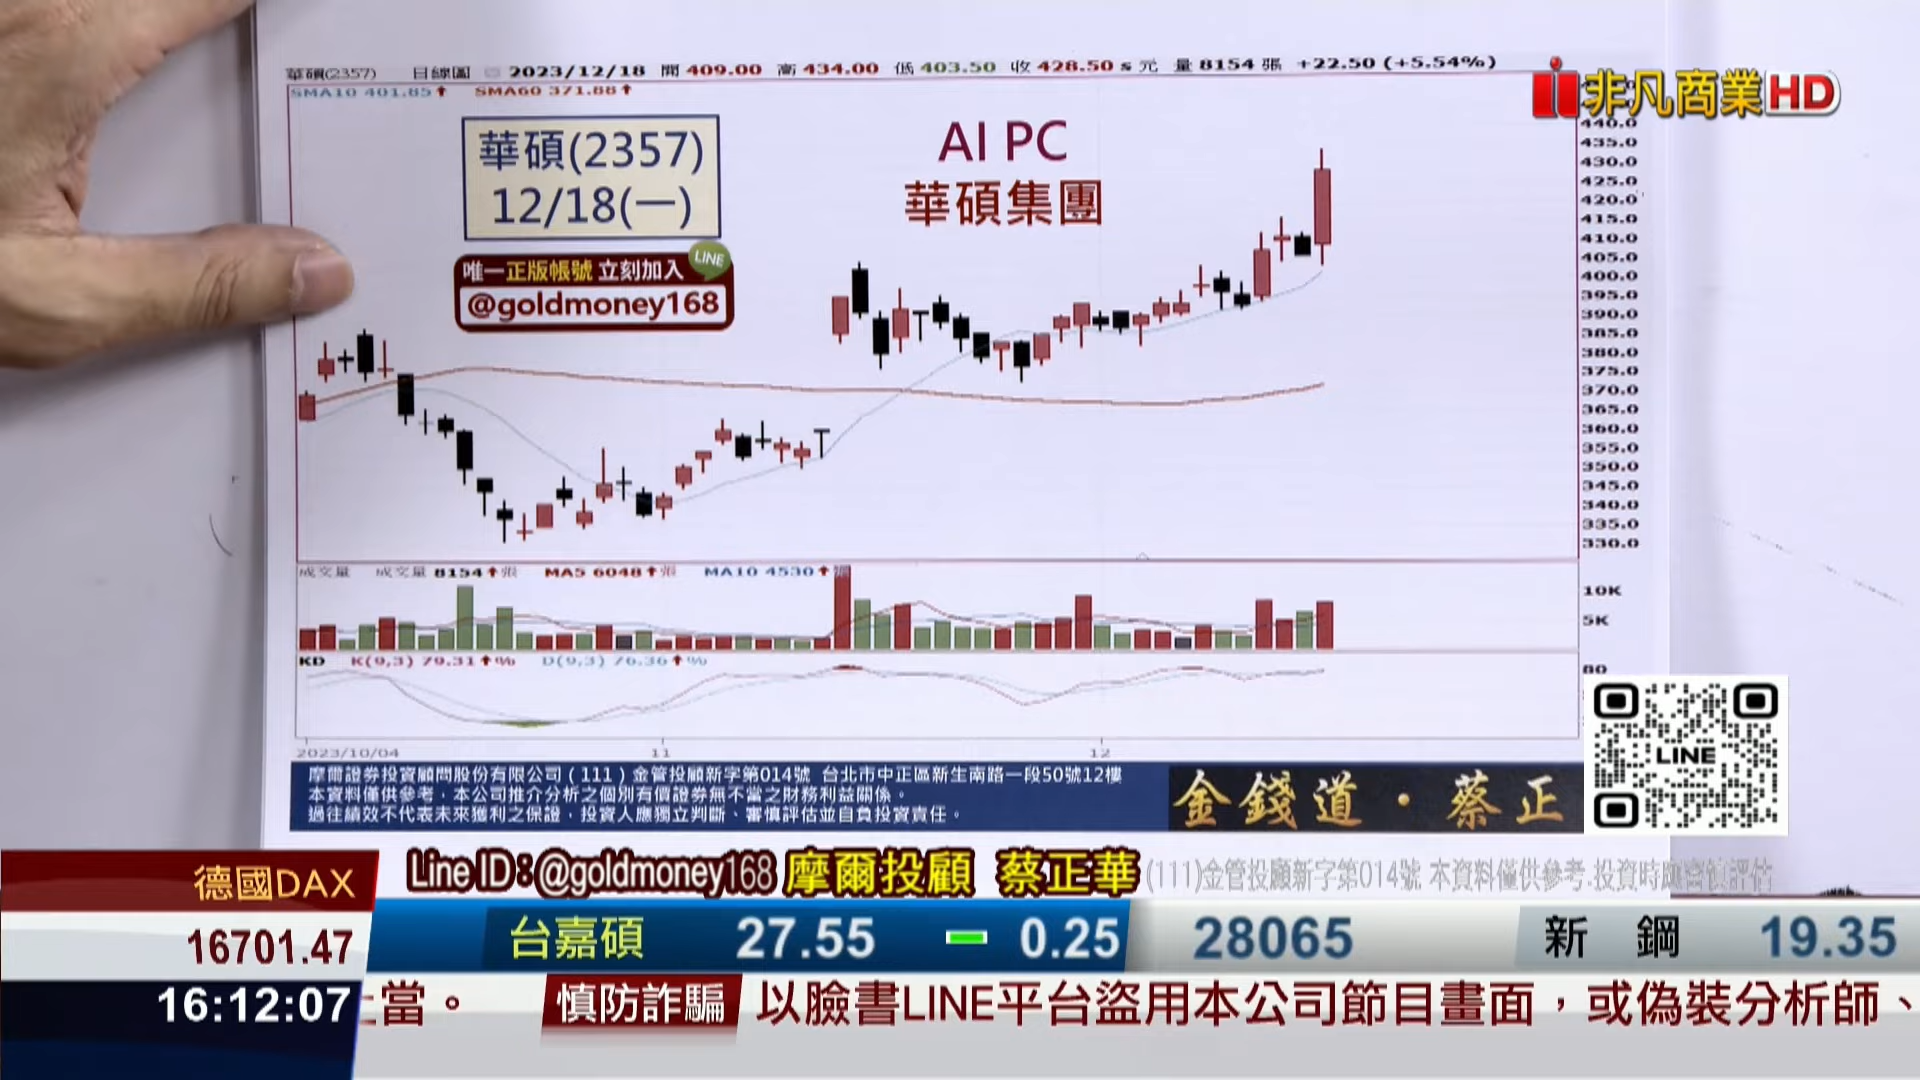 華碩(2357) 日線圖 2023/12/18 開 409.00 高 434.00 低 403.50 收 428.50 s 元 量 8154 張 +22.50 (+5.54%)
SMA10 401.85↑ SMA60 371.88↑
非凡商業HD
華碩(2357)
12/18(一)
AI PC
華碩集團
唯一正版帳號 立刻加入
LINE
@goldmoney168
440.0
435.0
430.0
425.0
420.0
415.0
410.0
405.0
400.0
395.0
390.0
385.0
380.0
375.0
370.0
365.0
360.0
355.0
350.0
345.0
340.0
335.0
330.0
成交量 成交量 8154↑張 MA5 6048↑張 MA10 4530↑張
10K
5K
KD K(9,3) 79.31↑% D(9,3) 76.36↑%
80
2023/10/04 11 12
LINE
摩爾證券投資顧問股份有限公司（111）金管投顧新字第014號 台北市中正區新生南路一段50號12樓
本資料僅供參考，本公司推介分析之個別有價證券無不當之財務利益關係。
過往績效不代表未來獲利之保證，投資人應獨立判斷、審慎評估並自負投資責任。
金錢道·蔡正
Line ID：@goldmoney168 摩爾投顧 蔡正華 (111)金管投顧新字第014號 本資料僅供參考.投資時應審慎評估
德國DAX
16701.47
台嘉碩 27.55 － 0.25 28065 新鋼 19.35
16:12:07
上當。 慎防詐騙 以臉書LINE平台盜用本公司節目畫面，或偽裝分析師、